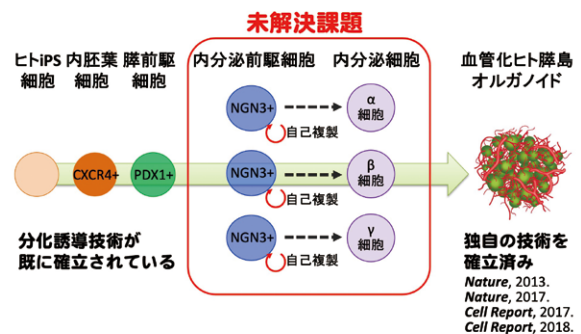 未解決課題
ヒトiPS 内胚葉 膵前駆 内分泌前駆細胞 内分泌細胞 血管化ヒト膵島
細胞 細胞 細胞 オルガノイド
NGN3+ α
細胞
自己複製
CXCR4+ PDX1+ NGN3+ β
細胞
自己複製
NGN3+ γ
細胞
自己複製
分化誘導技術が
既に確立されている
独自の技術を
確立済み
Nature, 2013.
Nature, 2017.
Cell Report, 2017.
Cell Report, 2018.